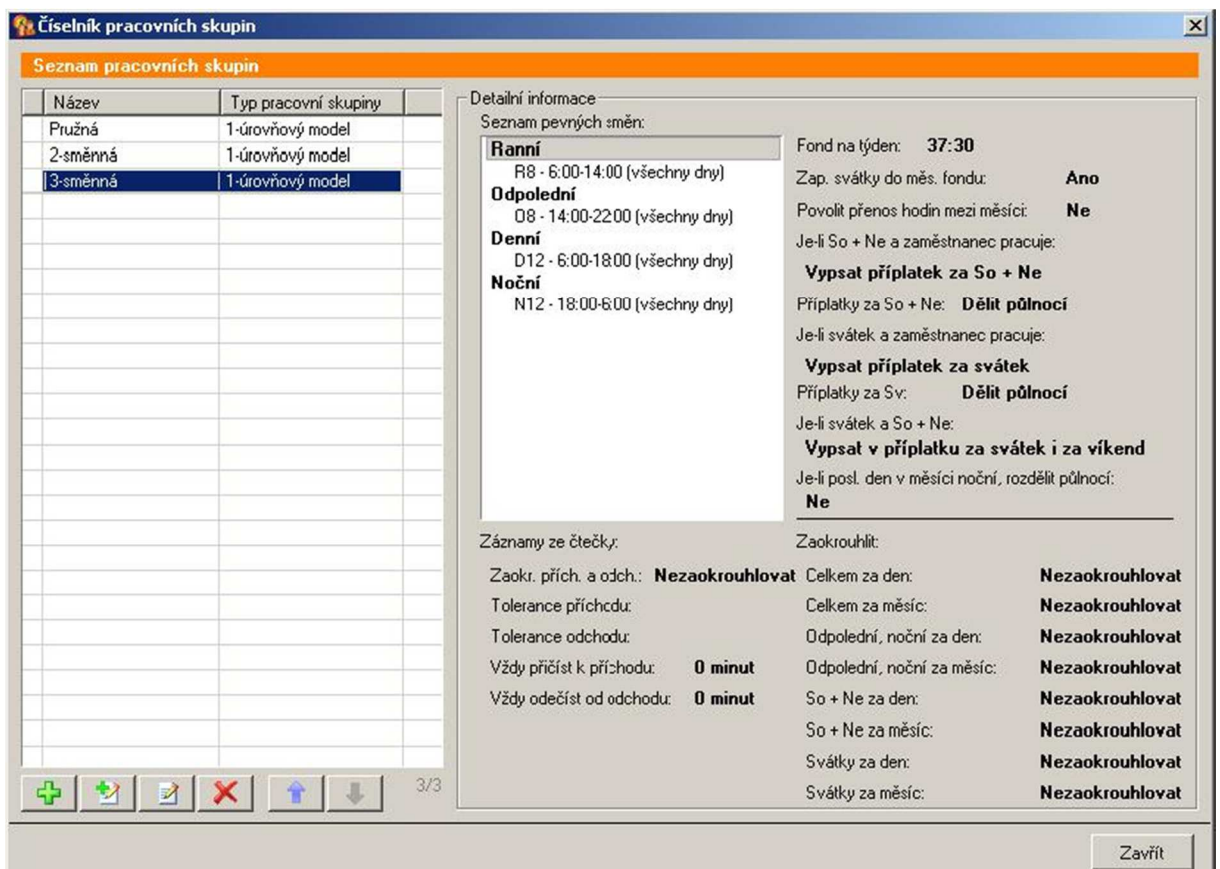 Číselník pracovních skupin
Seznam pracovních skupin
Název Typ pracovní skupiny
Pružná 1-úrovňový model
2-směnná 1-úrovňový model
3-směnná 1-úrovňový model
3/3
Detailní informace
Seznam pevných směn:
Ranní
R8 - 6:00-14:00 (všechny dny)
Odpolední
O8 - 14:00-22:00 (všechny dny)
Denní
D12 - 6:00-18:00 (všechny dny)
Noční
N12 - 18:00-6:00 (všechny dny)
Fond na týden: 37:30
Zap. svátky do měs. fondu: Ano
Povolit přenos hodin mezi měsíci: Ne
Je-li So + Ne a zaměstnanec pracuje:
Vypsat příplatek za So + Ne
Příplatky za So + Ne: Dělit půlnocí
Je-li svátek a zaměstnanec pracuje:
Vypsat příplatek za svátek
Příplatky za Sv: Dělit půlnocí
Je-li svátek a So + Ne:
Vypsat v příplatku za svátek i za víkend
Je-li posl. den v měsíci noční, rozdělit půlnocí:
Ne
Záznamy ze čtečky:
Zaokr. přích. a odch.: Nezaokrouhlovat
Tolerance příchodu:
Tolerance odchodu:
Vždy přičíst k příchodu: 0 minut
Vždy odečíst od odchodu: 0 minut
Zaokrouhlit:
Celkem za den: Nezaokrouhlovat
Celkem za měsíc: Nezaokrouhlovat
Odpolední, noční za den: Nezaokrouhlovat
Odpolední, noční za měsíc: Nezaokrouhlovat
So + Ne za den: Nezaokrouhlovat
So + Ne za měsíc: Nezaokrouhlovat
Svátky za den: Nezaokrouhlovat
Svátky za měsíc: Nezaokrouhlovat
Zavřít